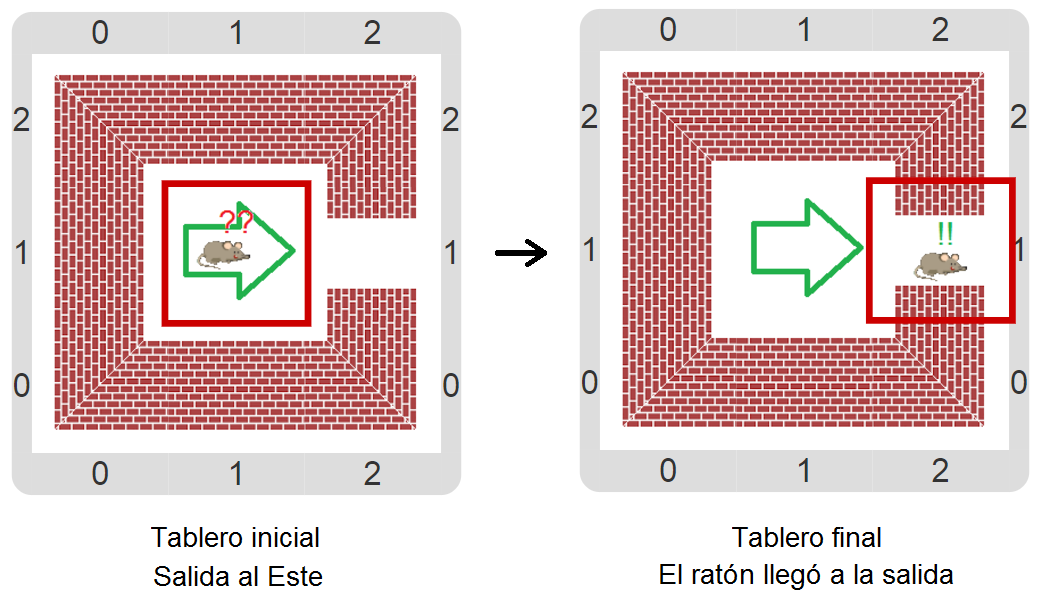 0 1 2
2 2
??
1 1
0 0
0 1 2
Tablero inicial
Salida al Este
0 1 2
2 2
!!
1 1
0 0
0 1 2
Tablero final
El ratón llegó a la salida